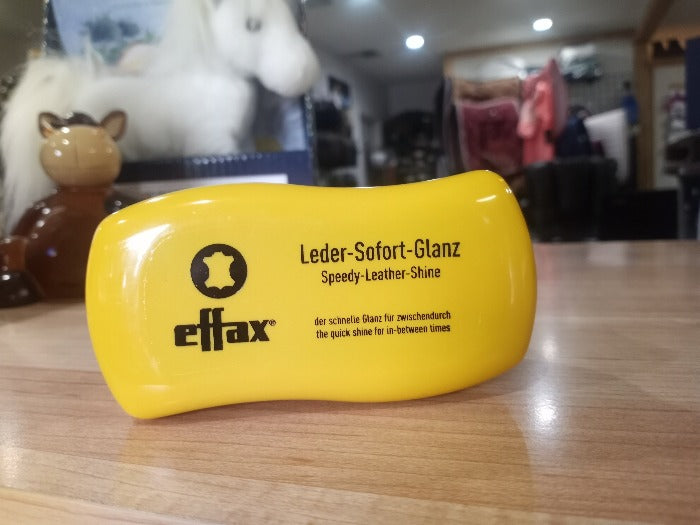 Leder-Sofort-Glanz
Speedy-Leather-Shine
effax®
der schnelle Glanz für zwischendurch
the quick shine for in-between times